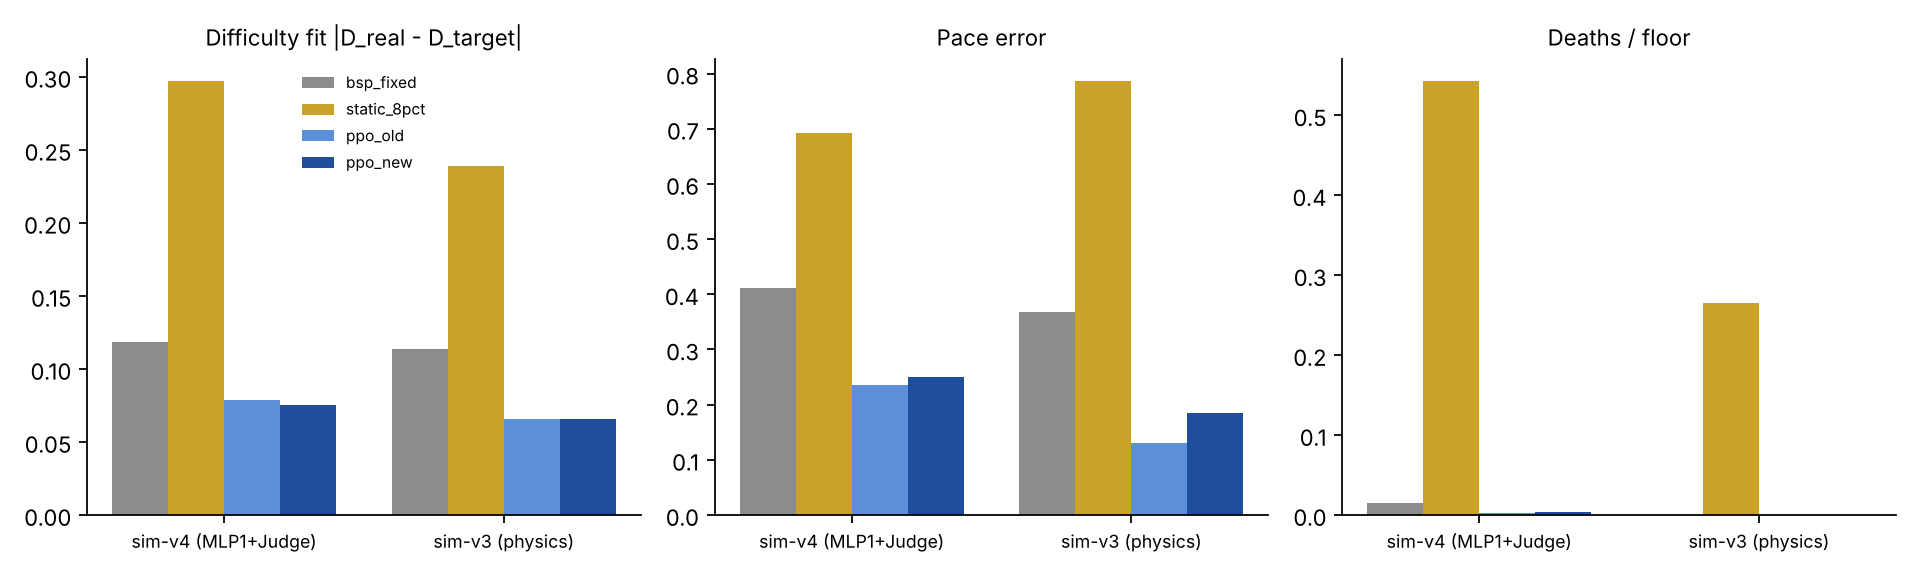 Difficulty fit |D_real - D_target|
0.30
0.25
0.20
0.15
0.10
0.05
0.00
bsp_fixed
static_8pct
ppo_old
ppo_new
sim-v4 (MLP1+Judge)
sim-v3 (physics)
Pace error
0.8
0.7
0.6
0.5
0.4
0.3
0.2
0.1
0.0
sim-v4 (MLP1+Judge)
sim-v3 (physics)
Deaths / floor
0.5
0.4
0.3
0.2
0.1
0.0
sim-v4 (MLP1+Judge)
sim-v3 (physics)